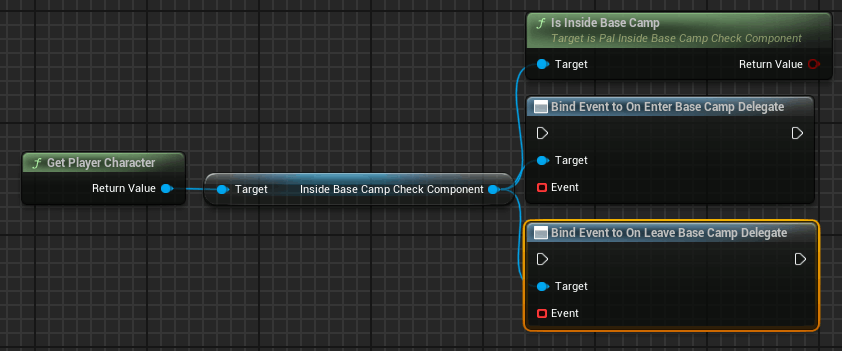 Is Inside Base Camp
Target is Pal Inside Base Camp Check Component
Target
Return Value
Bind Event to On Enter Base Camp Delegate
Target
Event
Get Player Character
Return Value
Target
Inside Base Camp Check Component
Bind Event to On Leave Base Camp Delegate
Target
Event